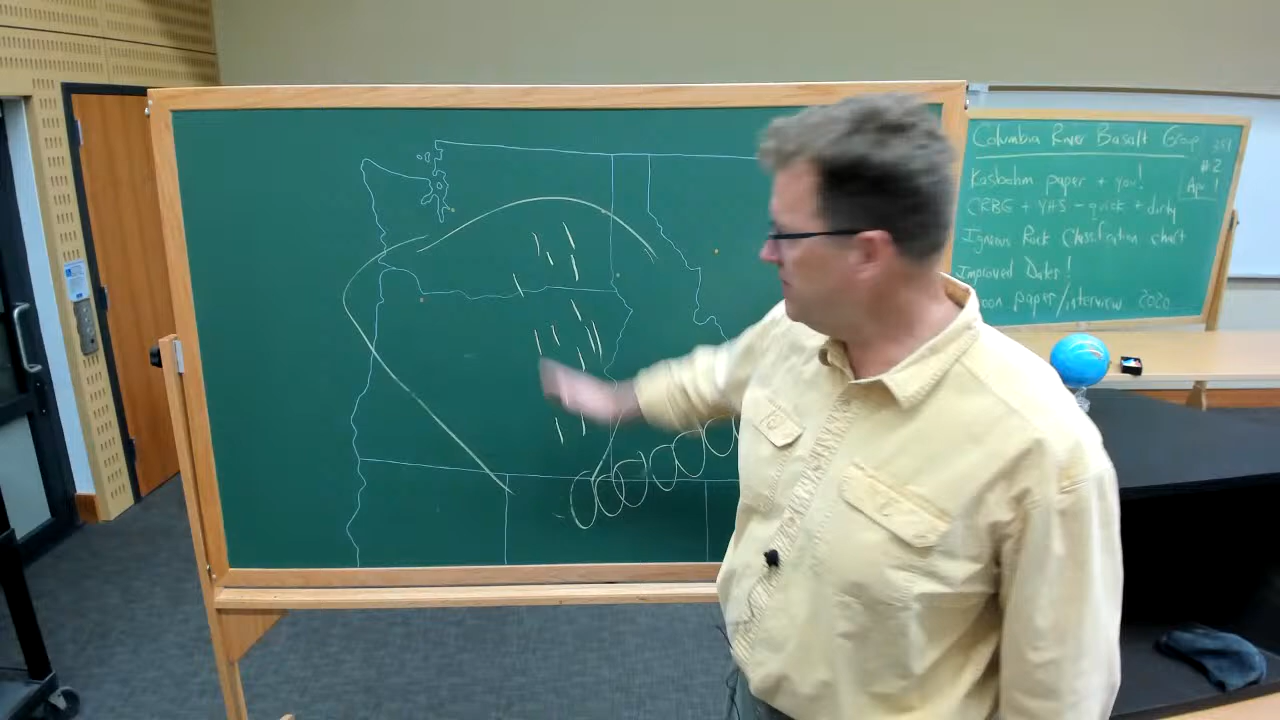 Columbia River Basalt Group 351
#2
Apr 1
Kasbohm paper + you!
CRBG + YHS - quick + dirty
Igneous Rock Classification chart
Improved Dates!
paper/interview 2020